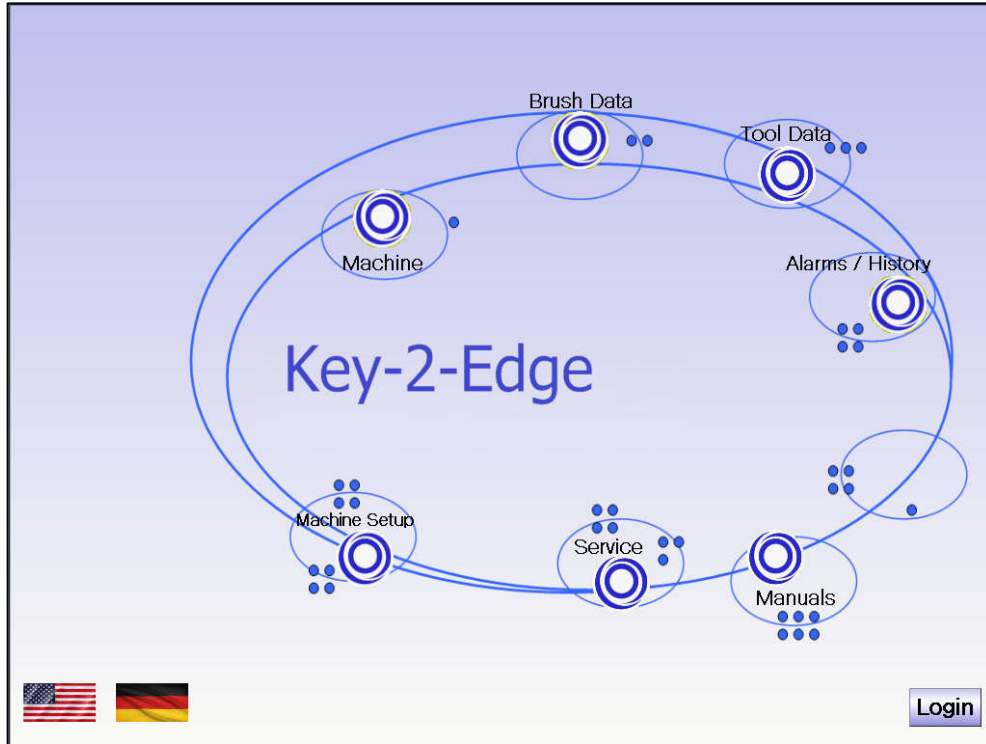 Brush Data
Tool Data
Machine
Alarms / History
Key-2-Edge
Machine Setup
Service
Manuals
Login